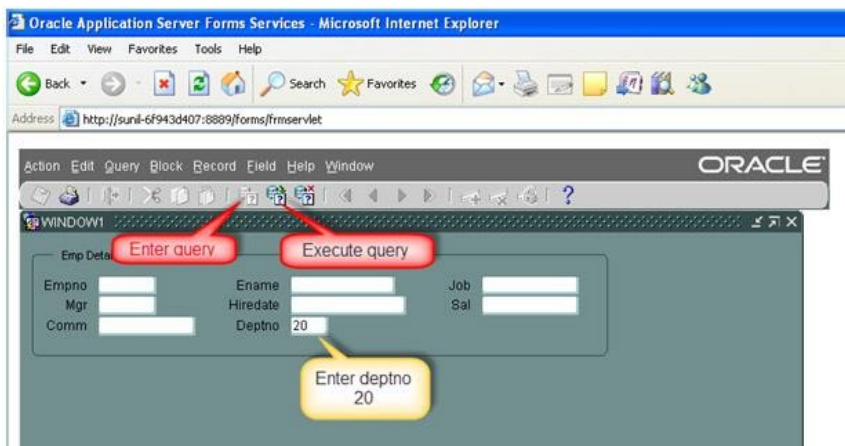 Oracle Application Server Forms Services - Microsoft Internet Explorer
File Edit View Favorites Tools Help
Back Search Favorites
Address http://sunil-6f943d407:8889/forms/frmservlet
Action Edit Query Block Record Field Help Window ORACLE
WINDOW1
Enter query Execute query
Emp Deta
Empno Ename Job
Mgr Hiredate Sal
Comm Deptno 20
Enter deptno
20